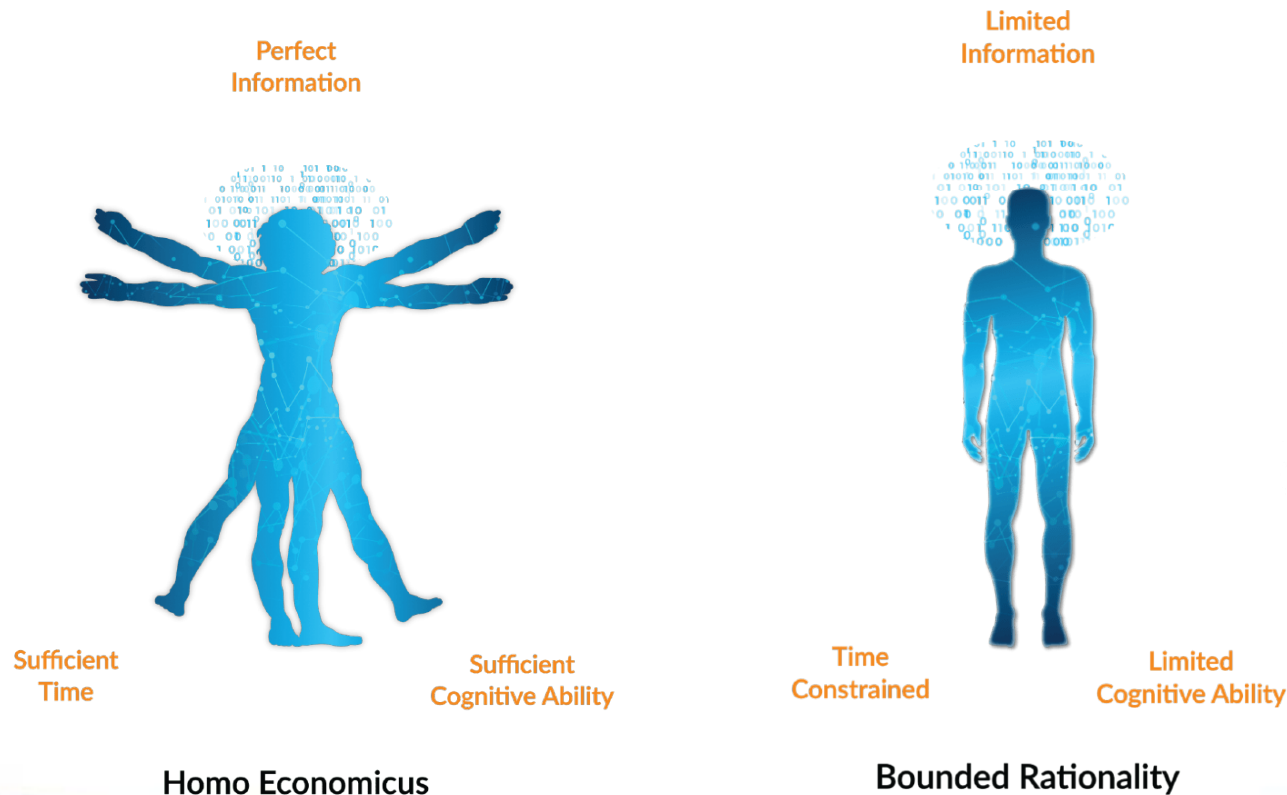 Perfect
Information
Sufficient
Time
Sufficient
Cognitive Ability
Homo Economicus
Limited
Information
Time
Constrained
Limited
Cognitive Ability
Bounded Rationality